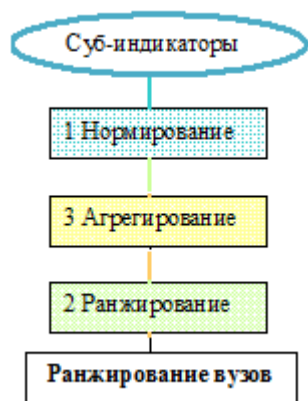 Суб-индикаторы
1 Нормирование
3 Агрегирование
2 Ранжирование
Ранжирование вузов